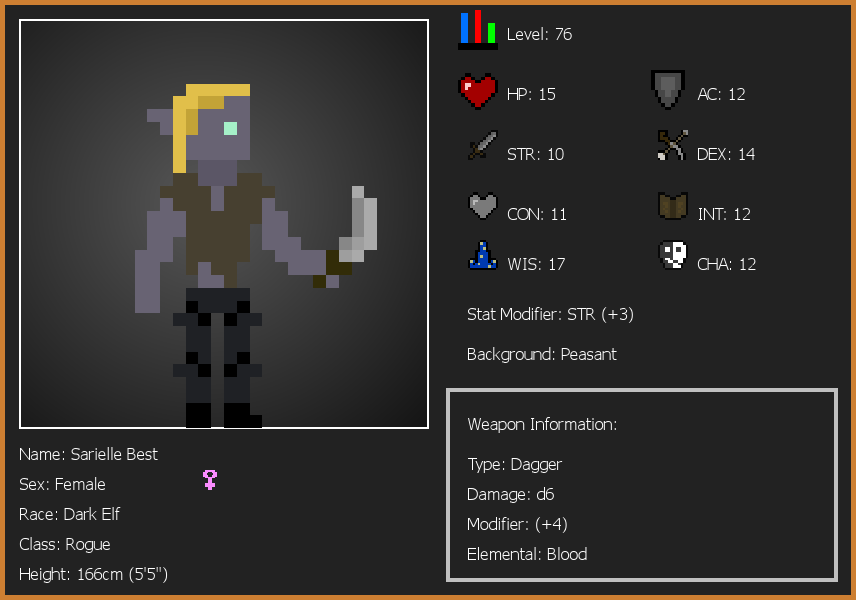 Level: 76
HP: 15
AC: 12
STR: 10
DEX: 14
CON: 11
INT: 12
WIS: 17
CHA: 12
Stat Modifier: STR (+3)
Background: Peasant
Weapon Information:
Type: Dagger
Damage: d6
Modifier: (+4)
Elemental: Blood
Name: Sarielle Best
Sex: Female
Race: Dark Elf
Class: Rogue
Height: 166cm (5'5")